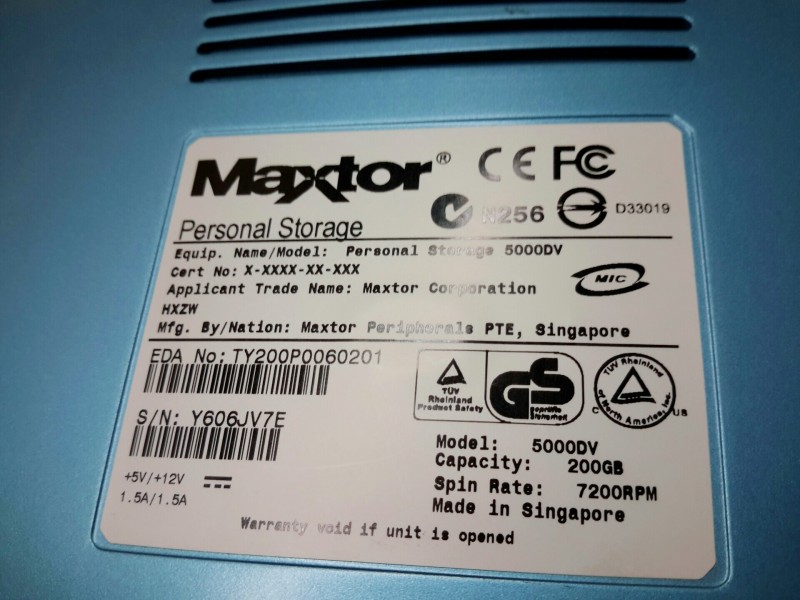 Maxtor®
CE FC
N256
D33019
Personal Storage
Equip. Name/Model: Personal Storage 5000DV
Cert No: X-XXXX-XX-XXX
Applicant Trade Name: Maxtor Corporation
MIC
HXZW
Mfg. By/Nation: Maxtor Peripherals PTE, Singapore
EDA No: TY200P0060201
TÜV
Rheinland
Product Safety
GS
geprüfte
Sicherheit
TÜV Rheinland
of North America, Inc.
C US
S/N: Y606JV7E
Model: 5000DV
Capacity: 200GB
Spin Rate: 7200RPM
Made in Singapore
+5V/+12V
1.5A/1.5A
Warranty void if unit is opened